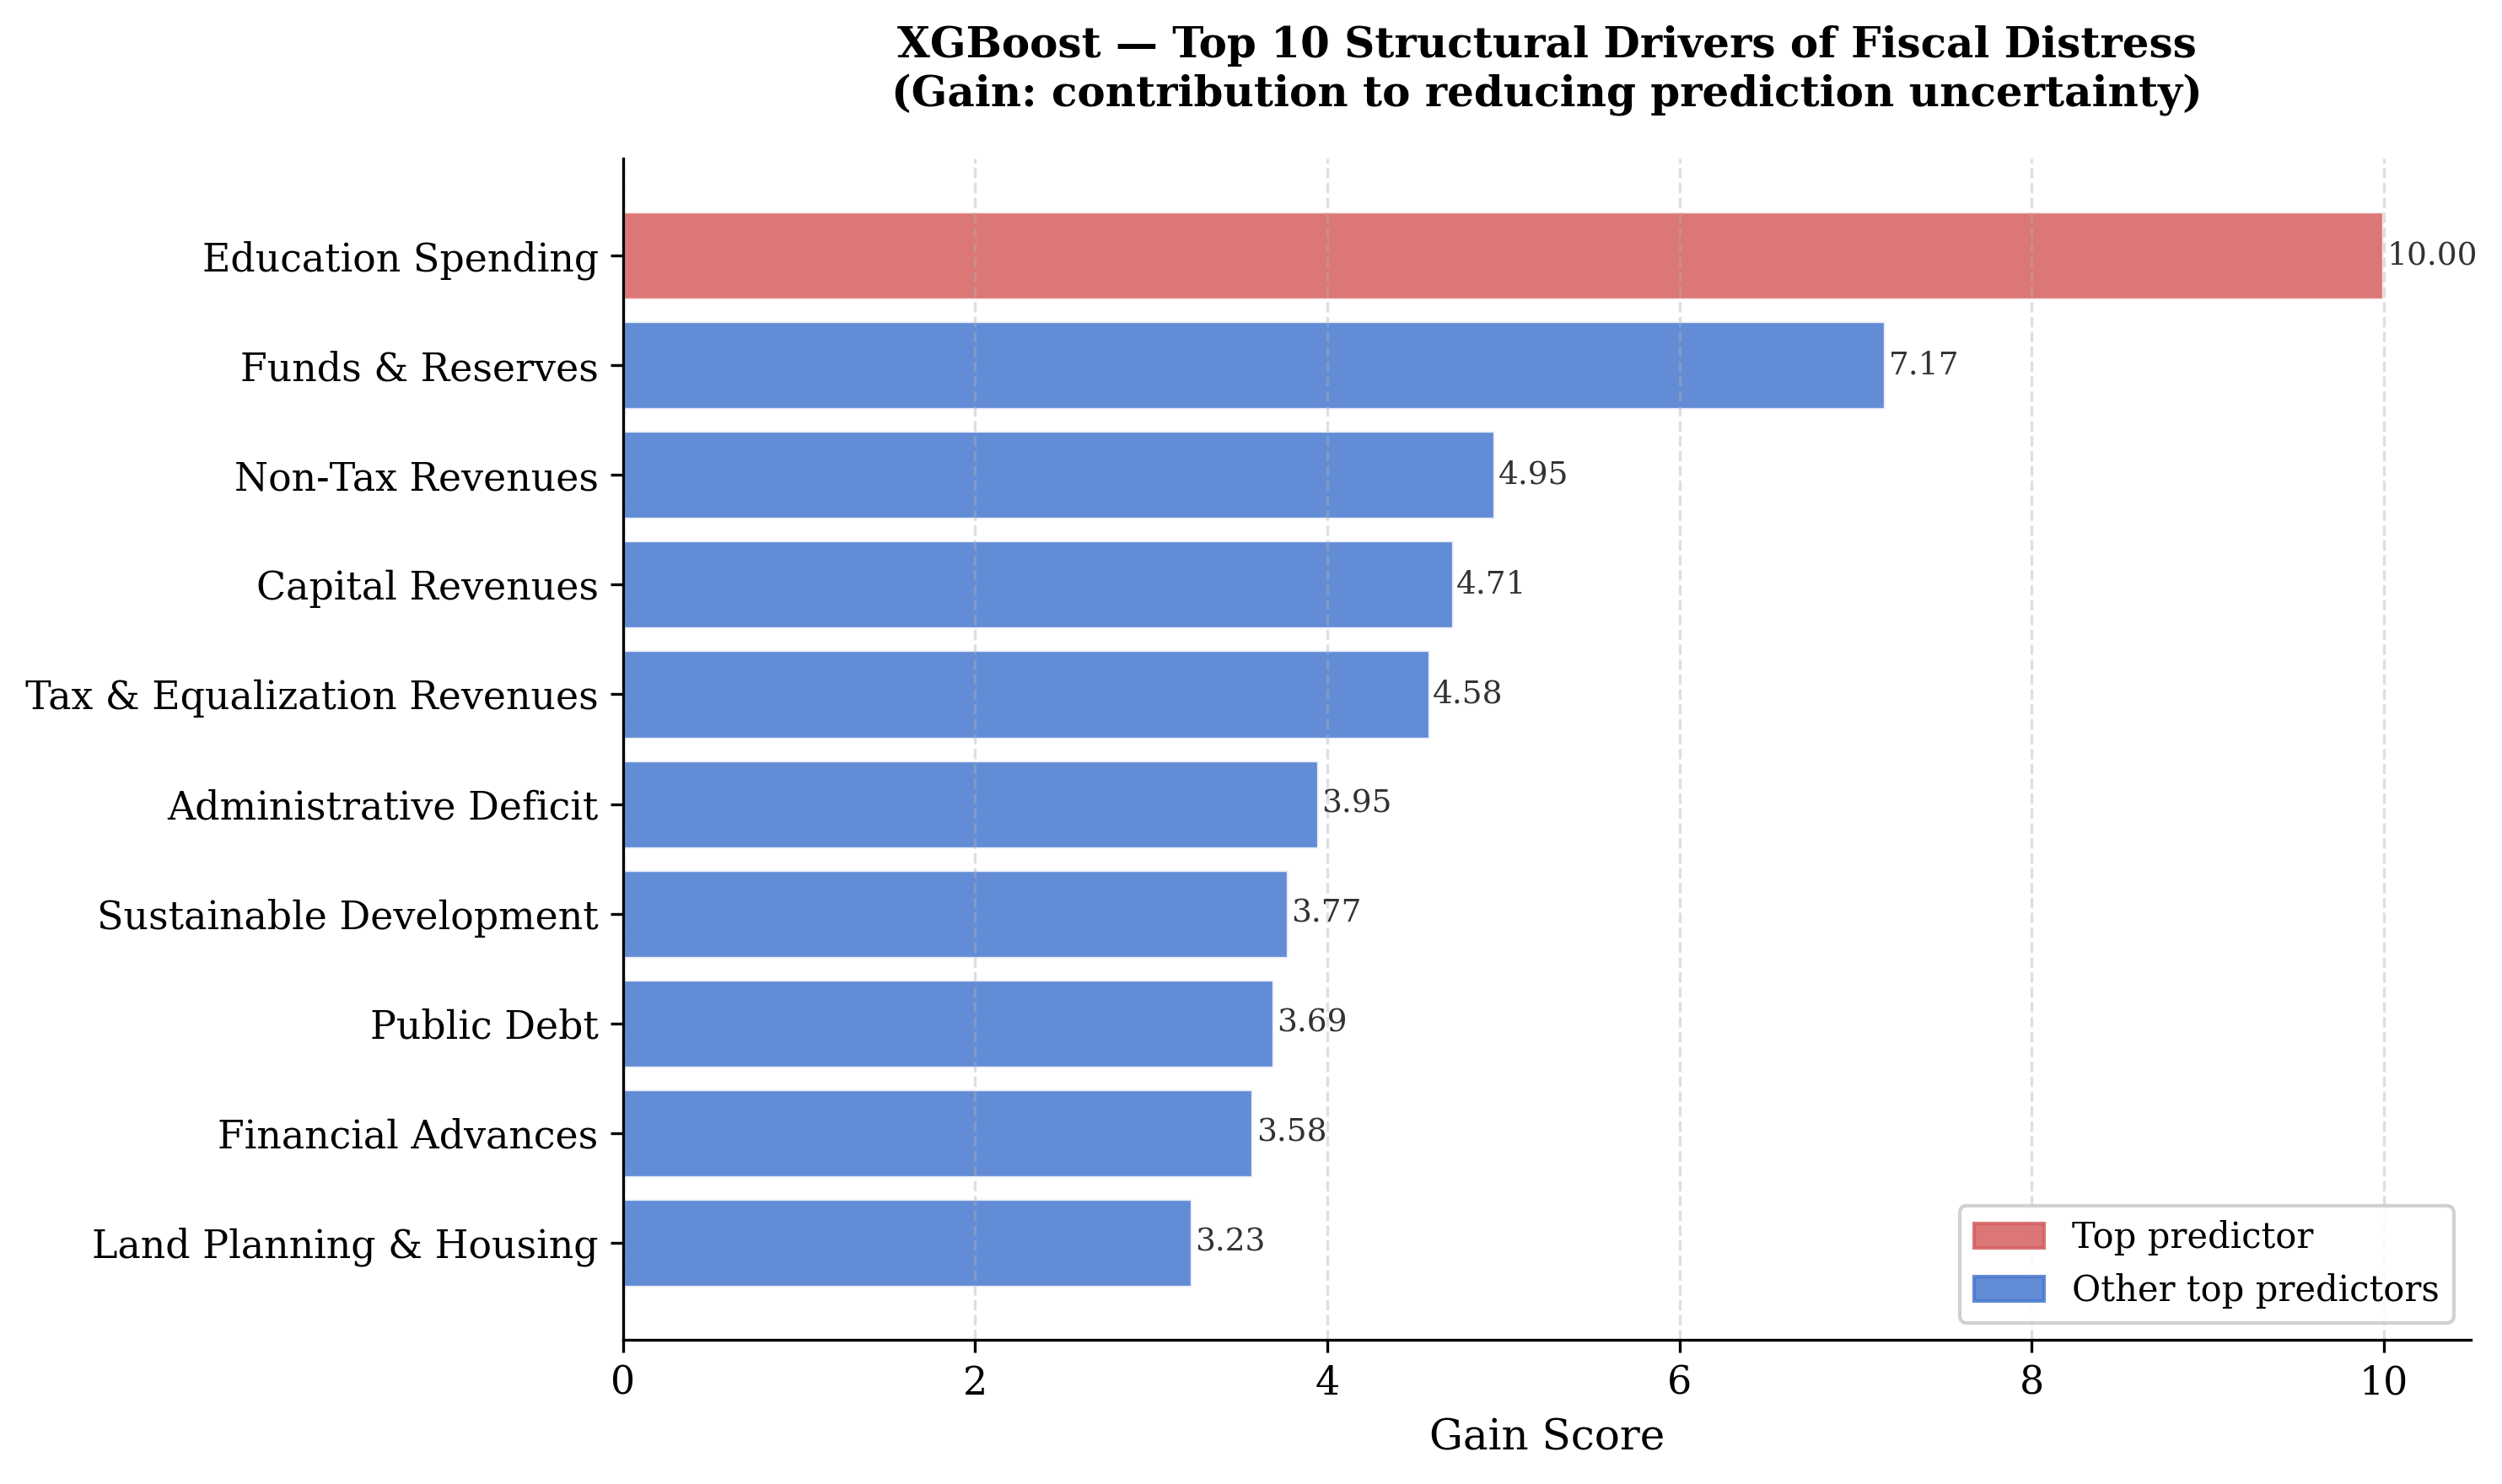 XGBoost — Top 10 Structural Drivers of Fiscal Distress
(Gain: contribution to reducing prediction uncertainty)
Education Spending 10.00
Funds & Reserves 7.17
Non-Tax Revenues 4.95
Capital Revenues 4.71
Tax & Equalization Revenues 4.58
Administrative Deficit 3.95
Sustainable Development 3.77
Public Debt 3.69
Financial Advances 3.58
Land Planning & Housing 3.23
Top predictor
Other top predictors
0 2 4 6 8 10
Gain Score